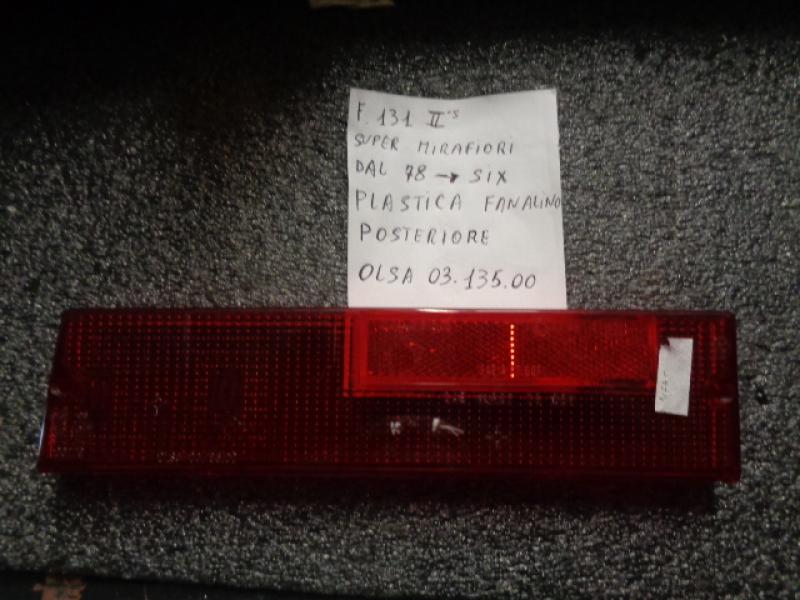 F. 131 II^s
SUPER MIRAFIORI
DAL 78 → SIX
PLASTICA FANALINO
POSTERIORE
OLSA 03.135.00